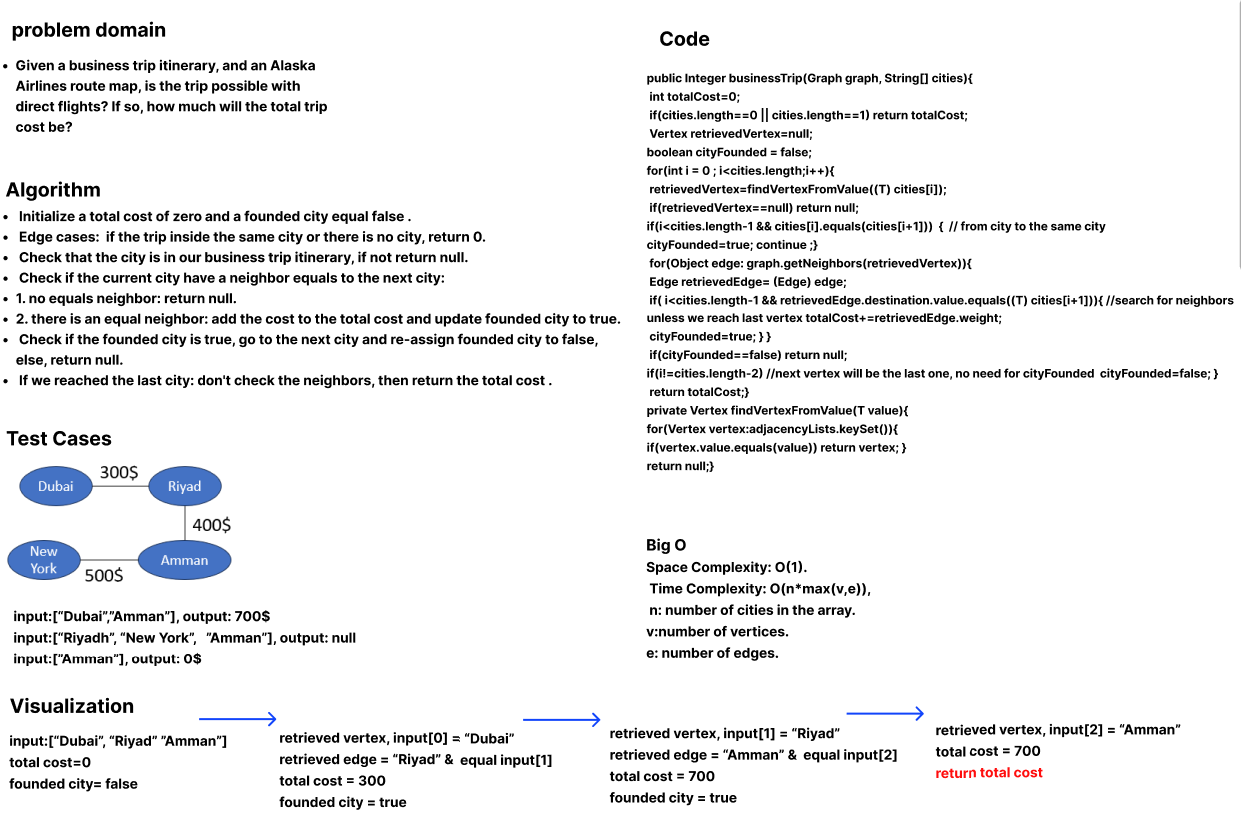 problem domain
• Given a business trip itinerary, and an Alaska
Airlines route map, is the trip possible with
direct flights? If so, how much will the total trip
cost be?
Algorithm
• Initialize a total cost of zero and a founded city equal false .
• Edge cases: if the trip inside the same city or there is no city, return 0.
• Check that the city is in our business trip itinerary, if not return null.
• Check if the current city have a neighbor equals to the next city:
• 1. no equals neighbor: return null.
• 2. there is an equal neighbor: add the cost to the total cost and update founded city to true.
• Check if the founded city is true, go to the next city and re-assign founded city to false,
else, return null.
• If we reached the last city: don't check the neighbors, then return the total cost .
Test Cases
Dubai
300$
Riyad
400$
New
York
500$
Amman
input:[“Dubai”,”Amman”], output: 700$
input:[“Riyadh”, “New York”, ”Amman”], output: null
input:[“Amman”], output: 0$
Code
public Integer businessTrip(Graph graph, String[] cities){
int totalCost=0;
if(cities.length==0 || cities.length==1) return totalCost;
Vertex retrievedVertex=null;
boolean cityFounded = false;
for(int i = 0 ; i<cities.length;i++){
retrievedVertex=findVertexFromValue((T) cities[i]);
if(retrievedVertex==null) return null;
if(i<cities.length-1 && cities[i].equals(cities[i+1])) { // from city to the same city
cityFounded=true; continue ;}
for(Object edge: graph.getNeighbors(retrievedVertex)){
Edge retrievedEdge= (Edge) edge;
if( i<cities.length-1 && retrievedEdge.destination.value.equals((T) cities[i+1])){ //search for neighbors
unless we reach last vertex totalCost+=retrievedEdge.weight;
cityFounded=true; } }
if(cityFounded==false) return null;
if(i!=cities.length-2) //next vertex will be the last one, no need for cityFounded cityFounded=false; }
return totalCost;}
private Vertex findVertexFromValue(T value){
for(Vertex vertex:adjacencyLists.keySet()){
if(vertex.value.equals(value)) return vertex; }
return null;}
Big O
Space Complexity: O(1).
Time Complexity: O(n*max(v,e)),
n: number of cities in the array.
v:number of vertices.
e: number of edges.
Visualization
input:[“Dubai”, “Riyad” ”Amman”]
total cost=0
founded city= false
retrieved vertex, input[0] = “Dubai”
retrieved edge = “Riyad” & equal input[1]
total cost = 300
founded city = true
retrieved vertex, input[1] = “Riyad”
retrieved edge = “Amman” & equal input[2]
total cost = 700
founded city = true
retrieved vertex, input[2] = “Amman”
total cost = 700
return total cost